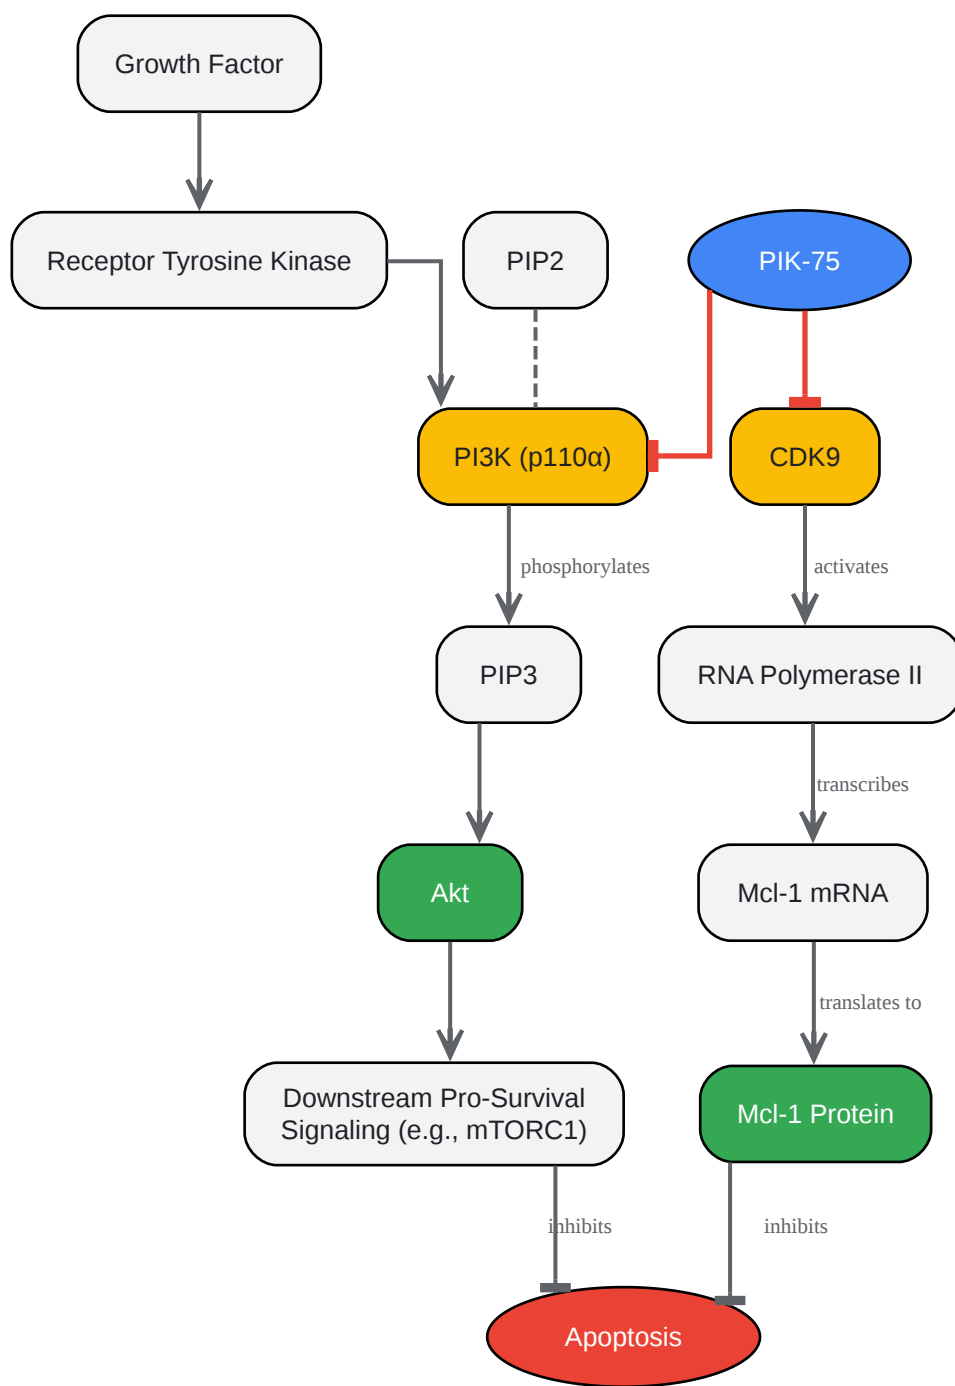 Growth Factor
Receptor Tyrosine Kinase
PIP2
PIK-75
PI3K (p110α)
CDK9
phosphorylates
activates
PIP3
RNA Polymerase II
transcribes
Akt
Mcl-1 mRNA
translates to
Downstream Pro-Survival
Signaling (e.g., mTORC1)
Mcl-1 Protein
inhibits
inhibits
Apoptosis